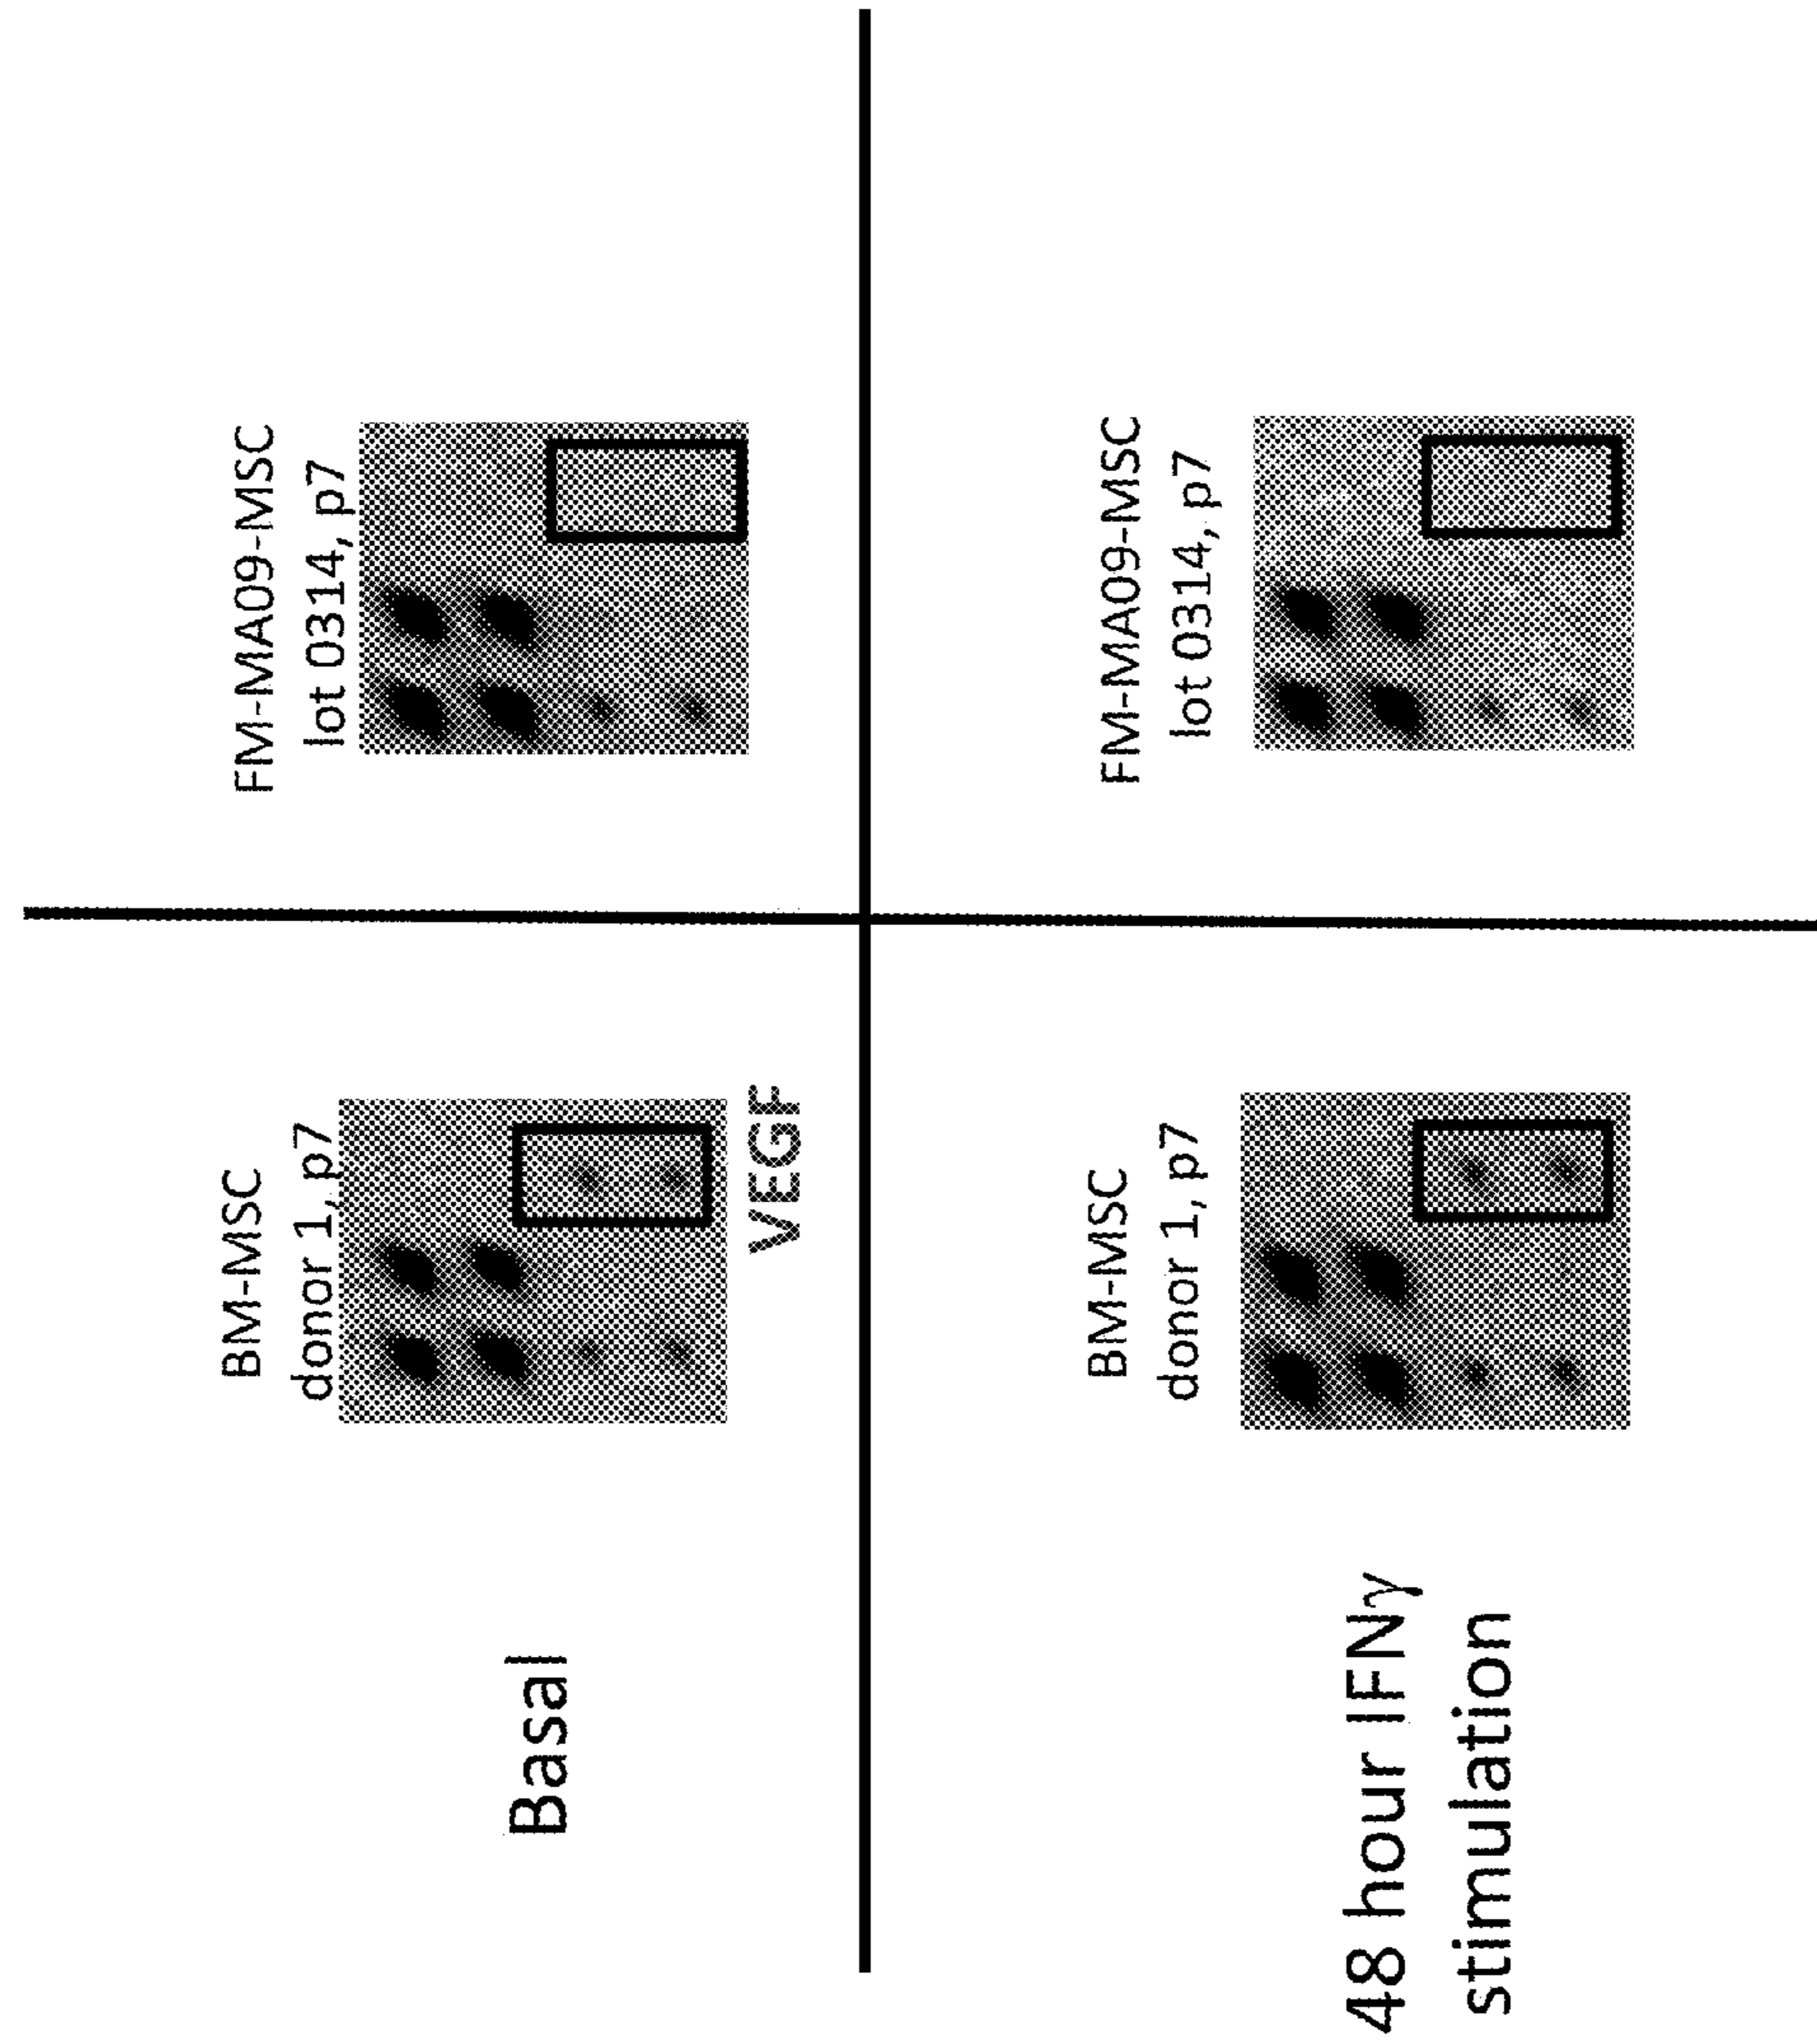 BM-MSC
donor 1, p7
FM-MA09-MSC
lot 0314, p7
Basal
VEGF
BM-MSC
donor 1, p7
FM-MA09-MSC
lot 0314, p7
48 hour IFNγ
stimulation